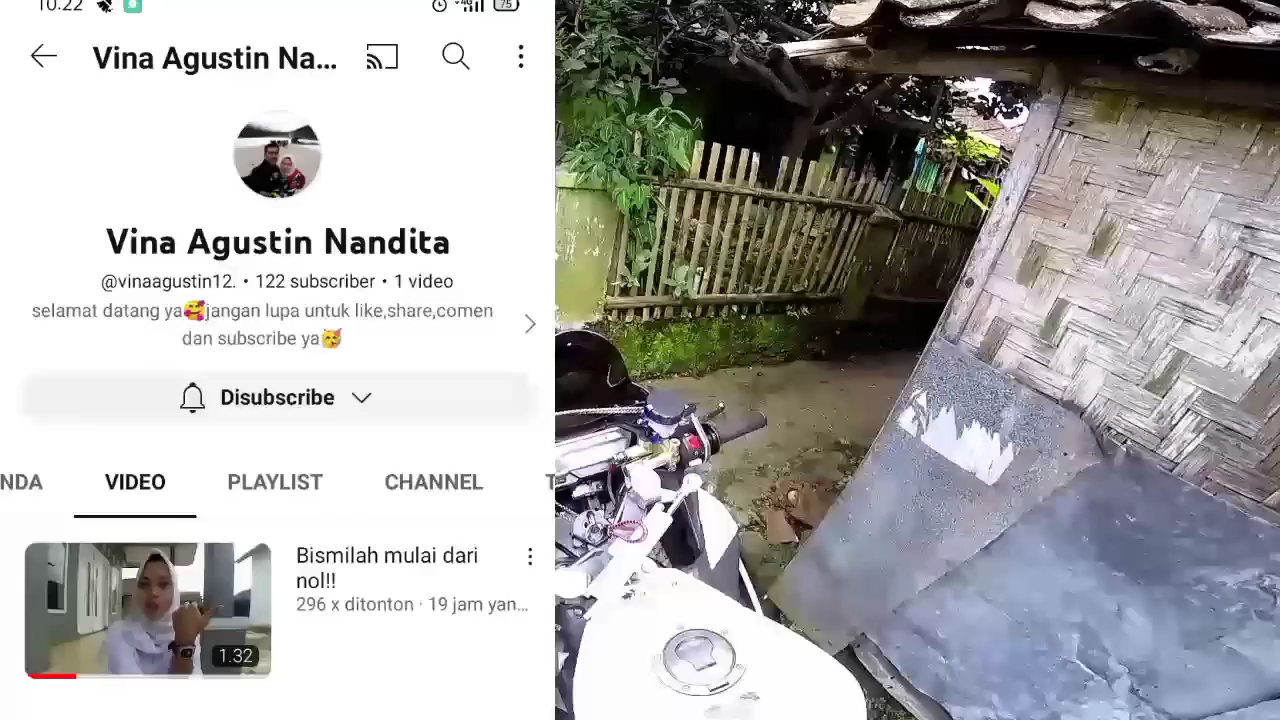 10.22
75
Vina Agustin Na...
Vina Agustin Nandita
@vinaagustin12. • 122 subscriber • 1 video
selamat datang ya🥰jangan lupa untuk like,share,comen
dan subscribe ya🥳
Disubscribe
NDA VIDEO PLAYLIST CHANNEL T
Bismilah mulai dari
nol!!
296 x ditonton · 19 jam yan...
1.32